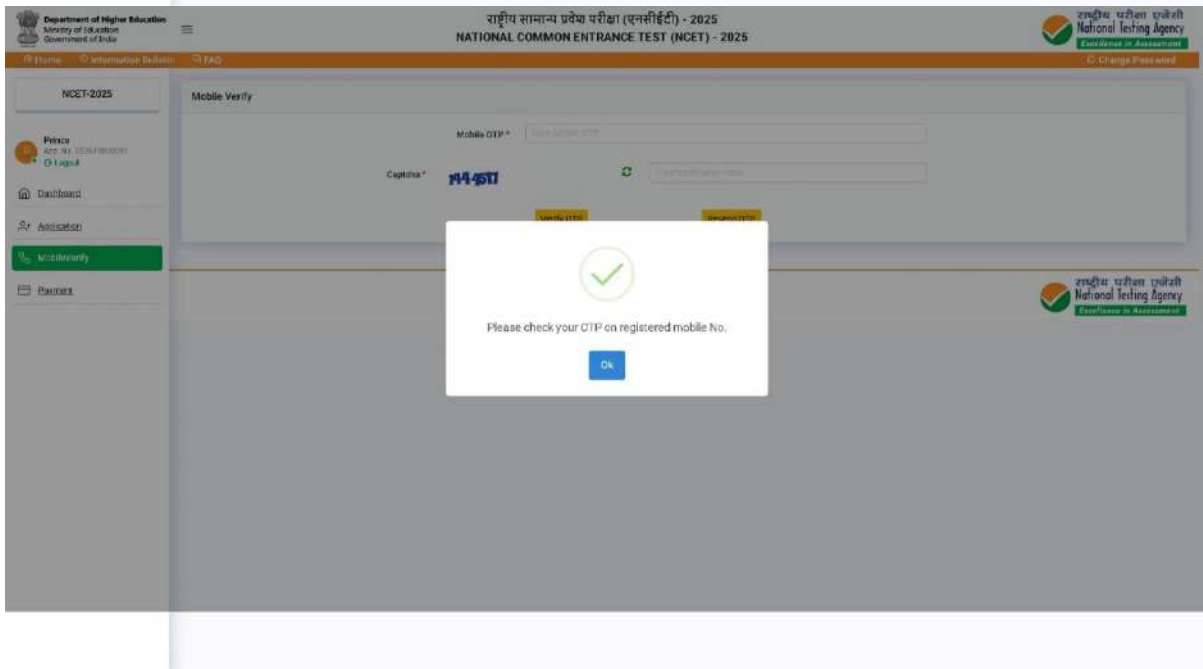 Department of Higher Education
Ministry of Education
Government of India
राष्ट्रीय सामान्य प्रवेश परीक्षा (एनसीईटी) - 2025
NATIONAL COMMON ENTRANCE TEST (NCET) - 2025
राष्ट्रीय परीक्षा एजेंसी
National Testing Agency
Excellence in Assessment
Home
Information Bulletin
FAQ
Change Password
NCET-2025
Prince
App. No.
Logout
Dashboard
Application
MobileVerify
Payment
Mobile Verify
Mobile OTP *
Captcha *
Verify OTP
Resend OTP
Please check your OTP on registered mobile No.
Ok
राष्ट्रीय परीक्षा एजेंसी
National Testing Agency
Excellence in Assessment